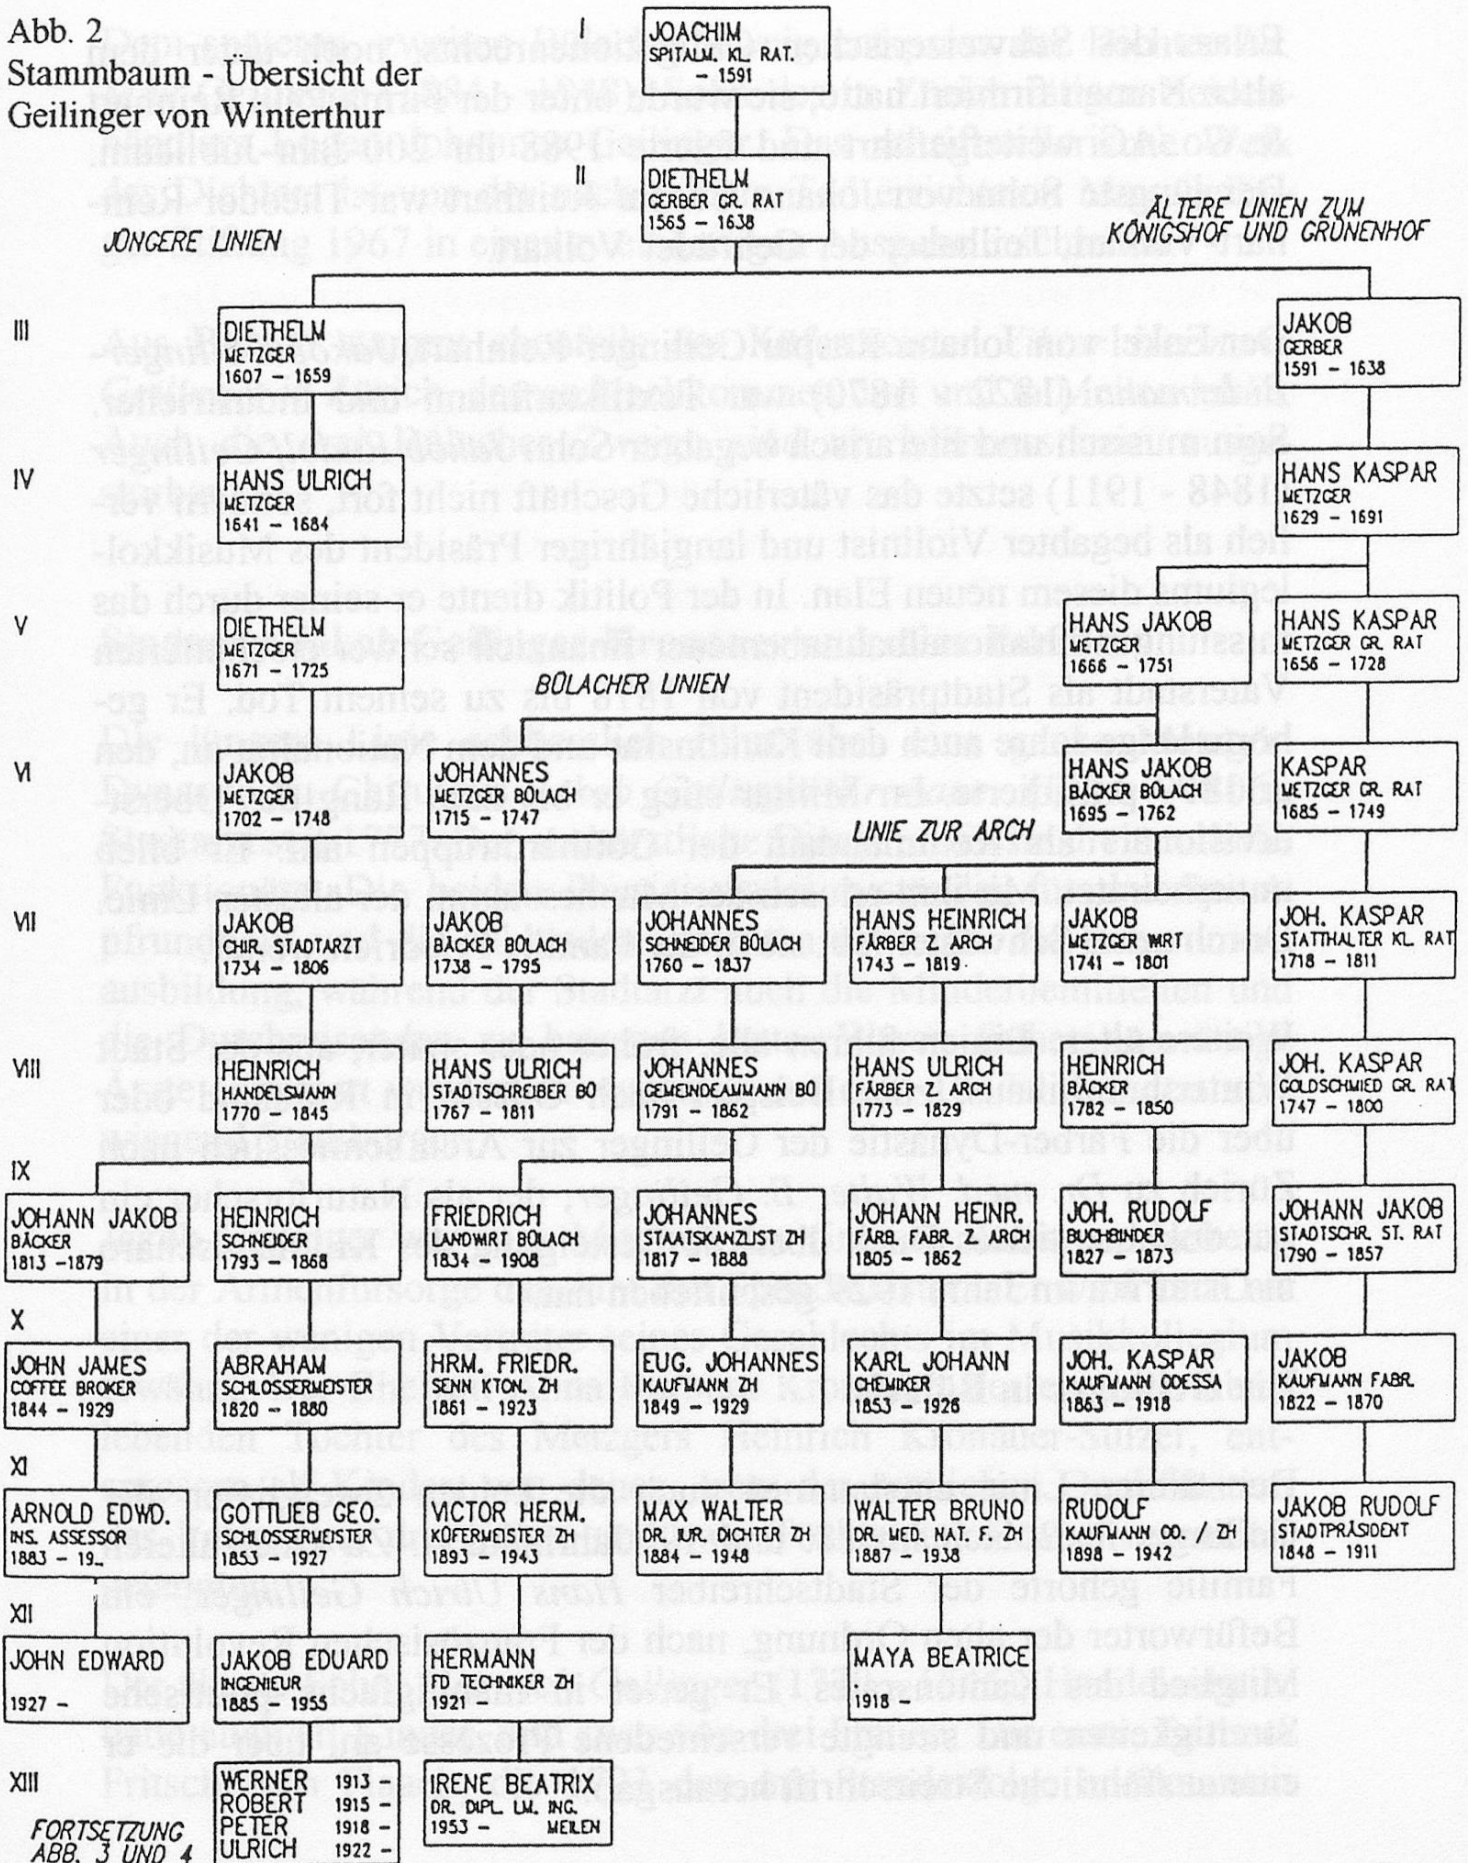 Abb. 2
Stammbaum - Übersicht der
Geilinger von Winterthur
I
JOACHIM
SPITALM. KL. RAT.
- 1591
II
DIETHELM
GERBER GR. RAT
1565 - 1638
JÜNGERE LINIEN
ÄLTERE LINIEN ZUM
KÖNIGSHOF UND GRÜNENHOF
III
DIETHELM
METZGER
1607 - 1659
JAKOB
GERBER
1591 - 1638
IV
HANS ULRICH
METZGER
1641 - 1684
HANS KASPAR
METZGER
1629 - 1691
V
DIETHELM
METZGER
1671 - 1725
HANS JAKOB
METZGER
1666 - 1751
HANS KASPAR
METZGER GR. RAT
1656 - 1728
BÜLACHER LINIEN
VI
JAKOB
METZGER
1702 - 1748
JOHANNES
METZGER BÜLACH
1715 - 1747
HANS JAKOB
BÄCKER BÜLACH
1695 - 1762
KASPAR
METZGER GR. RAT
1685 - 1749
LINIE ZUR ARCH
VII
JAKOB
CHIR. STADTARZT
1734 - 1806
JAKOB
BÄCKER BÜLACH
1738 - 1795
JOHANNES
SCHNEIDER BÜLACH
1760 - 1837
HANS HEINRICH
FÄRBER Z. ARCH
1743 - 1819
JAKOB
METZGER WIRT
1741 - 1801
JOH. KASPAR
STATTHALTER KL. RAT
1718 - 1811
VIII
HEINRICH
HANDELSMANN
1770 - 1845
HANS ULRICH
STADTSCHREIBER BÜ
1767 - 1811
JOHANNES
GEMEINDEAMMANN BÜ
1791 - 1862
HANS ULRICH
FÄRBER Z. ARCH
1773 - 1829
HEINRICH
BÄCKER
1782 - 1850
JOH. KASPAR
GOLDSCHMIED GR. RAT
1747 - 1800
IX
JOHANN JAKOB
BÄCKER
1813 -1879
HEINRICH
SCHNEIDER
1793 - 1868
FRIEDRICH
LANDWIRT BÜLACH
1834 - 1908
JOHANNES
STAATSKANZLIST ZH
1817 - 1888
JOHANN HEINR.
FÄRB. FABR. Z. ARCH
1805 - 1862
JOH. RUDOLF
BUCHBINDER
1827 - 1873
JOHANN JAKOB
STADTSCHR. ST. RAT
1790 - 1857
X
JOHN JAMES
COFFEE BROKER
1844 - 1929
ABRAHAM
SCHLOSSERMEISTER
1820 - 1880
HRM. FRIEDR.
SENN KTON. ZH
1861 - 1923
EUG. JOHANNES
KAUFMANN ZH
1849 - 1929
KARL JOHANN
CHEMIKER
1853 - 1926
JOH. KASPAR
KAUFMANN ODESSA
1863 - 1918
JAKOB
KAUFMANN FABR.
1822 - 1870
XI
ARNOLD EDWD.
INS. ASSESSOR
1883 - 19..
GOTTLIEB GEO.
SCHLOSSERMEISTER
1853 - 1927
VICTOR HERM.
KÜFERMEISTER ZH
1893 - 1943
MAX WALTER
DR. IUR. DICHTER ZH
1884 - 1948
WALTER BRUNO
DR. MED. NAT. F. ZH
1887 - 1938
RUDOLF
KAUFMANN OD. U. ZH
1898 - 1942
JAKOB RUDOLF
STADTPRÄSIDENT
1848 - 1911
XII
JOHN EDWARD
1927 -
JAKOB EDUARD
INGENIEUR
1885 - 1955
HERMANN
FD TECHNIKER ZH
1921 -
MAYA BEATRICE
1918 -
XIII
WERNER 1913 -
ROBERT 1915 -
PETER 1918 -
ULRICH 1922 -
IRENE BEATRIX
DR. DIPL. LM. ING.
1953 - MEILEN
FORTSETZUNG
ABB. 3 UND 4